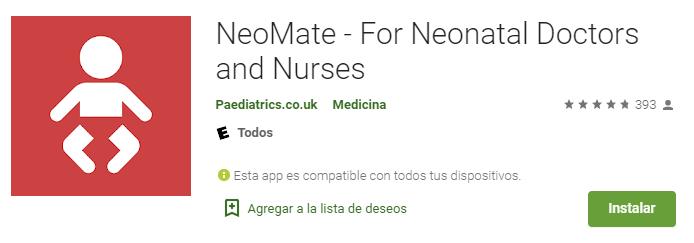 NeoMate - For Neonatal Doctors
and Nurses
Paediatrics.co.uk Medicina
393
E Todos
Esta app es compatible con todos tus dispositivos.
Agregar a la lista de deseos
Instalar